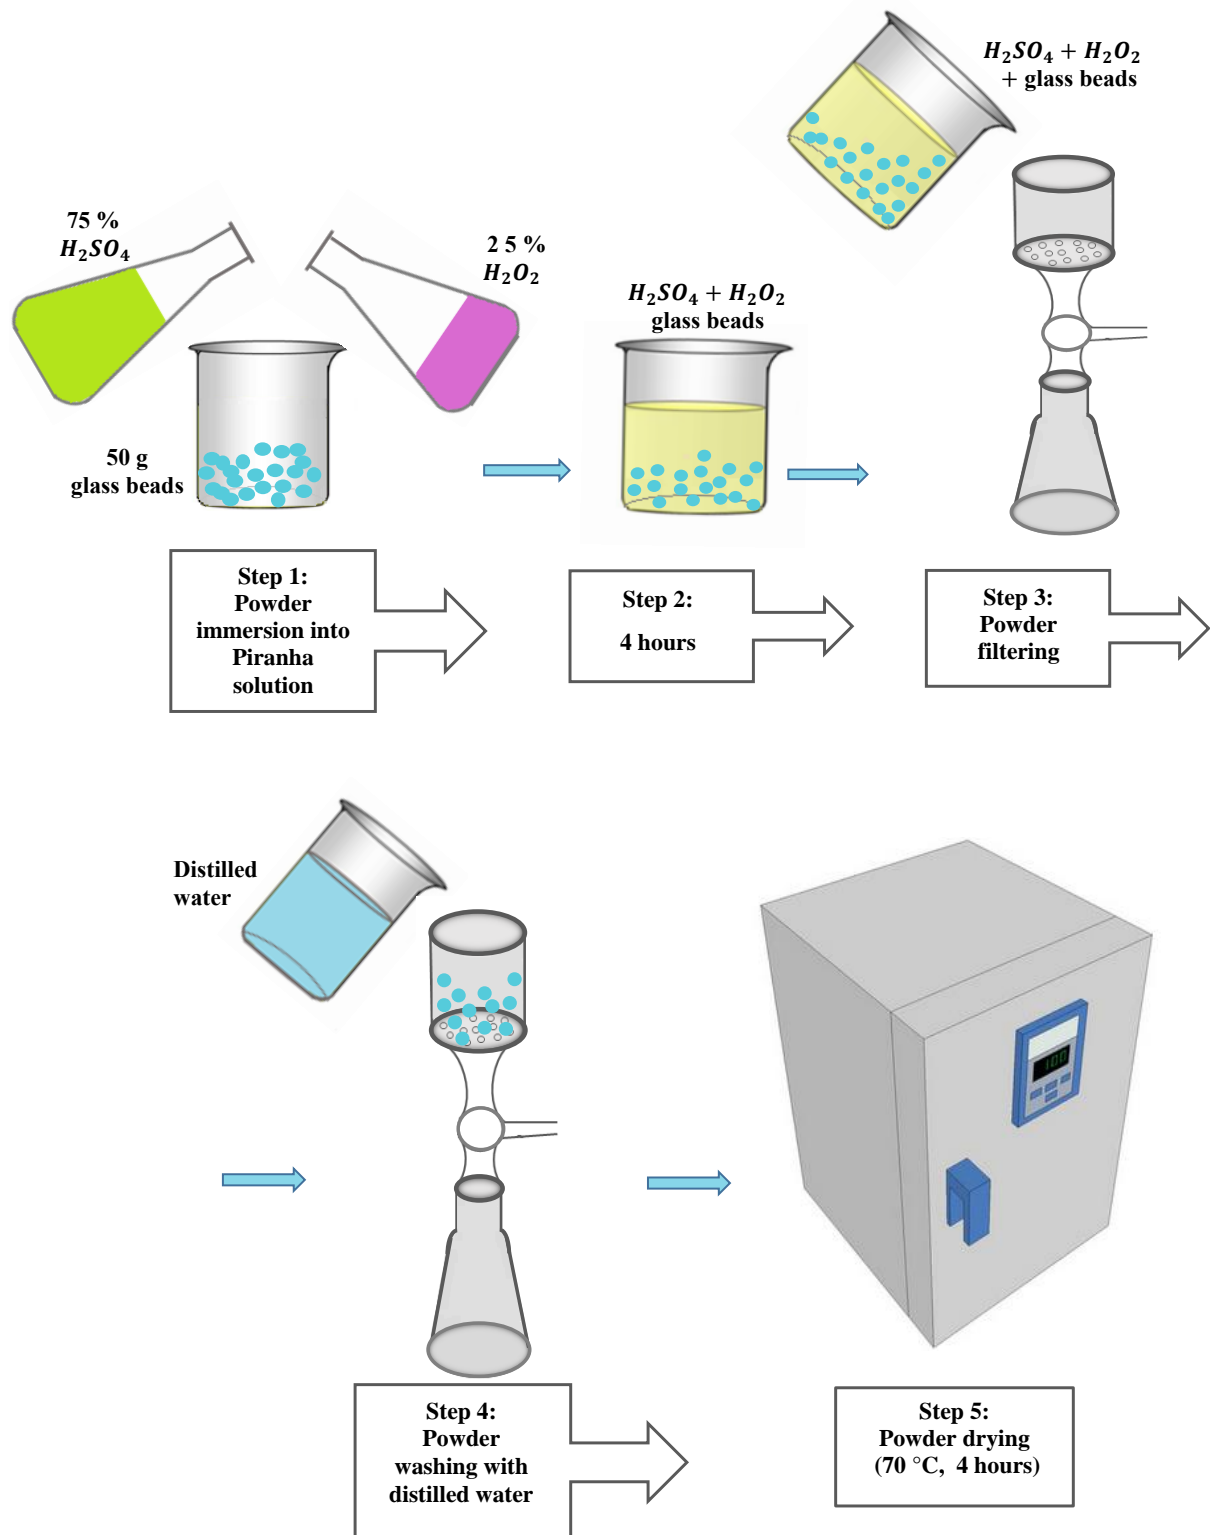 75 %
H₂SO₄
2 5 %
H₂O₂
50 g
glass beads
H₂SO₄ + H₂O₂
glass beads
H₂SO₄ + H₂O₂
+ glass beads
Step 1:
Powder
immersion into
Piranha
solution
Step 2:
4 hours
Step 3:
Powder
filtering
Distilled
water
100
Step 4:
Powder
washing with
distilled water
Step 5:
Powder drying
(70 °C, 4 hours)